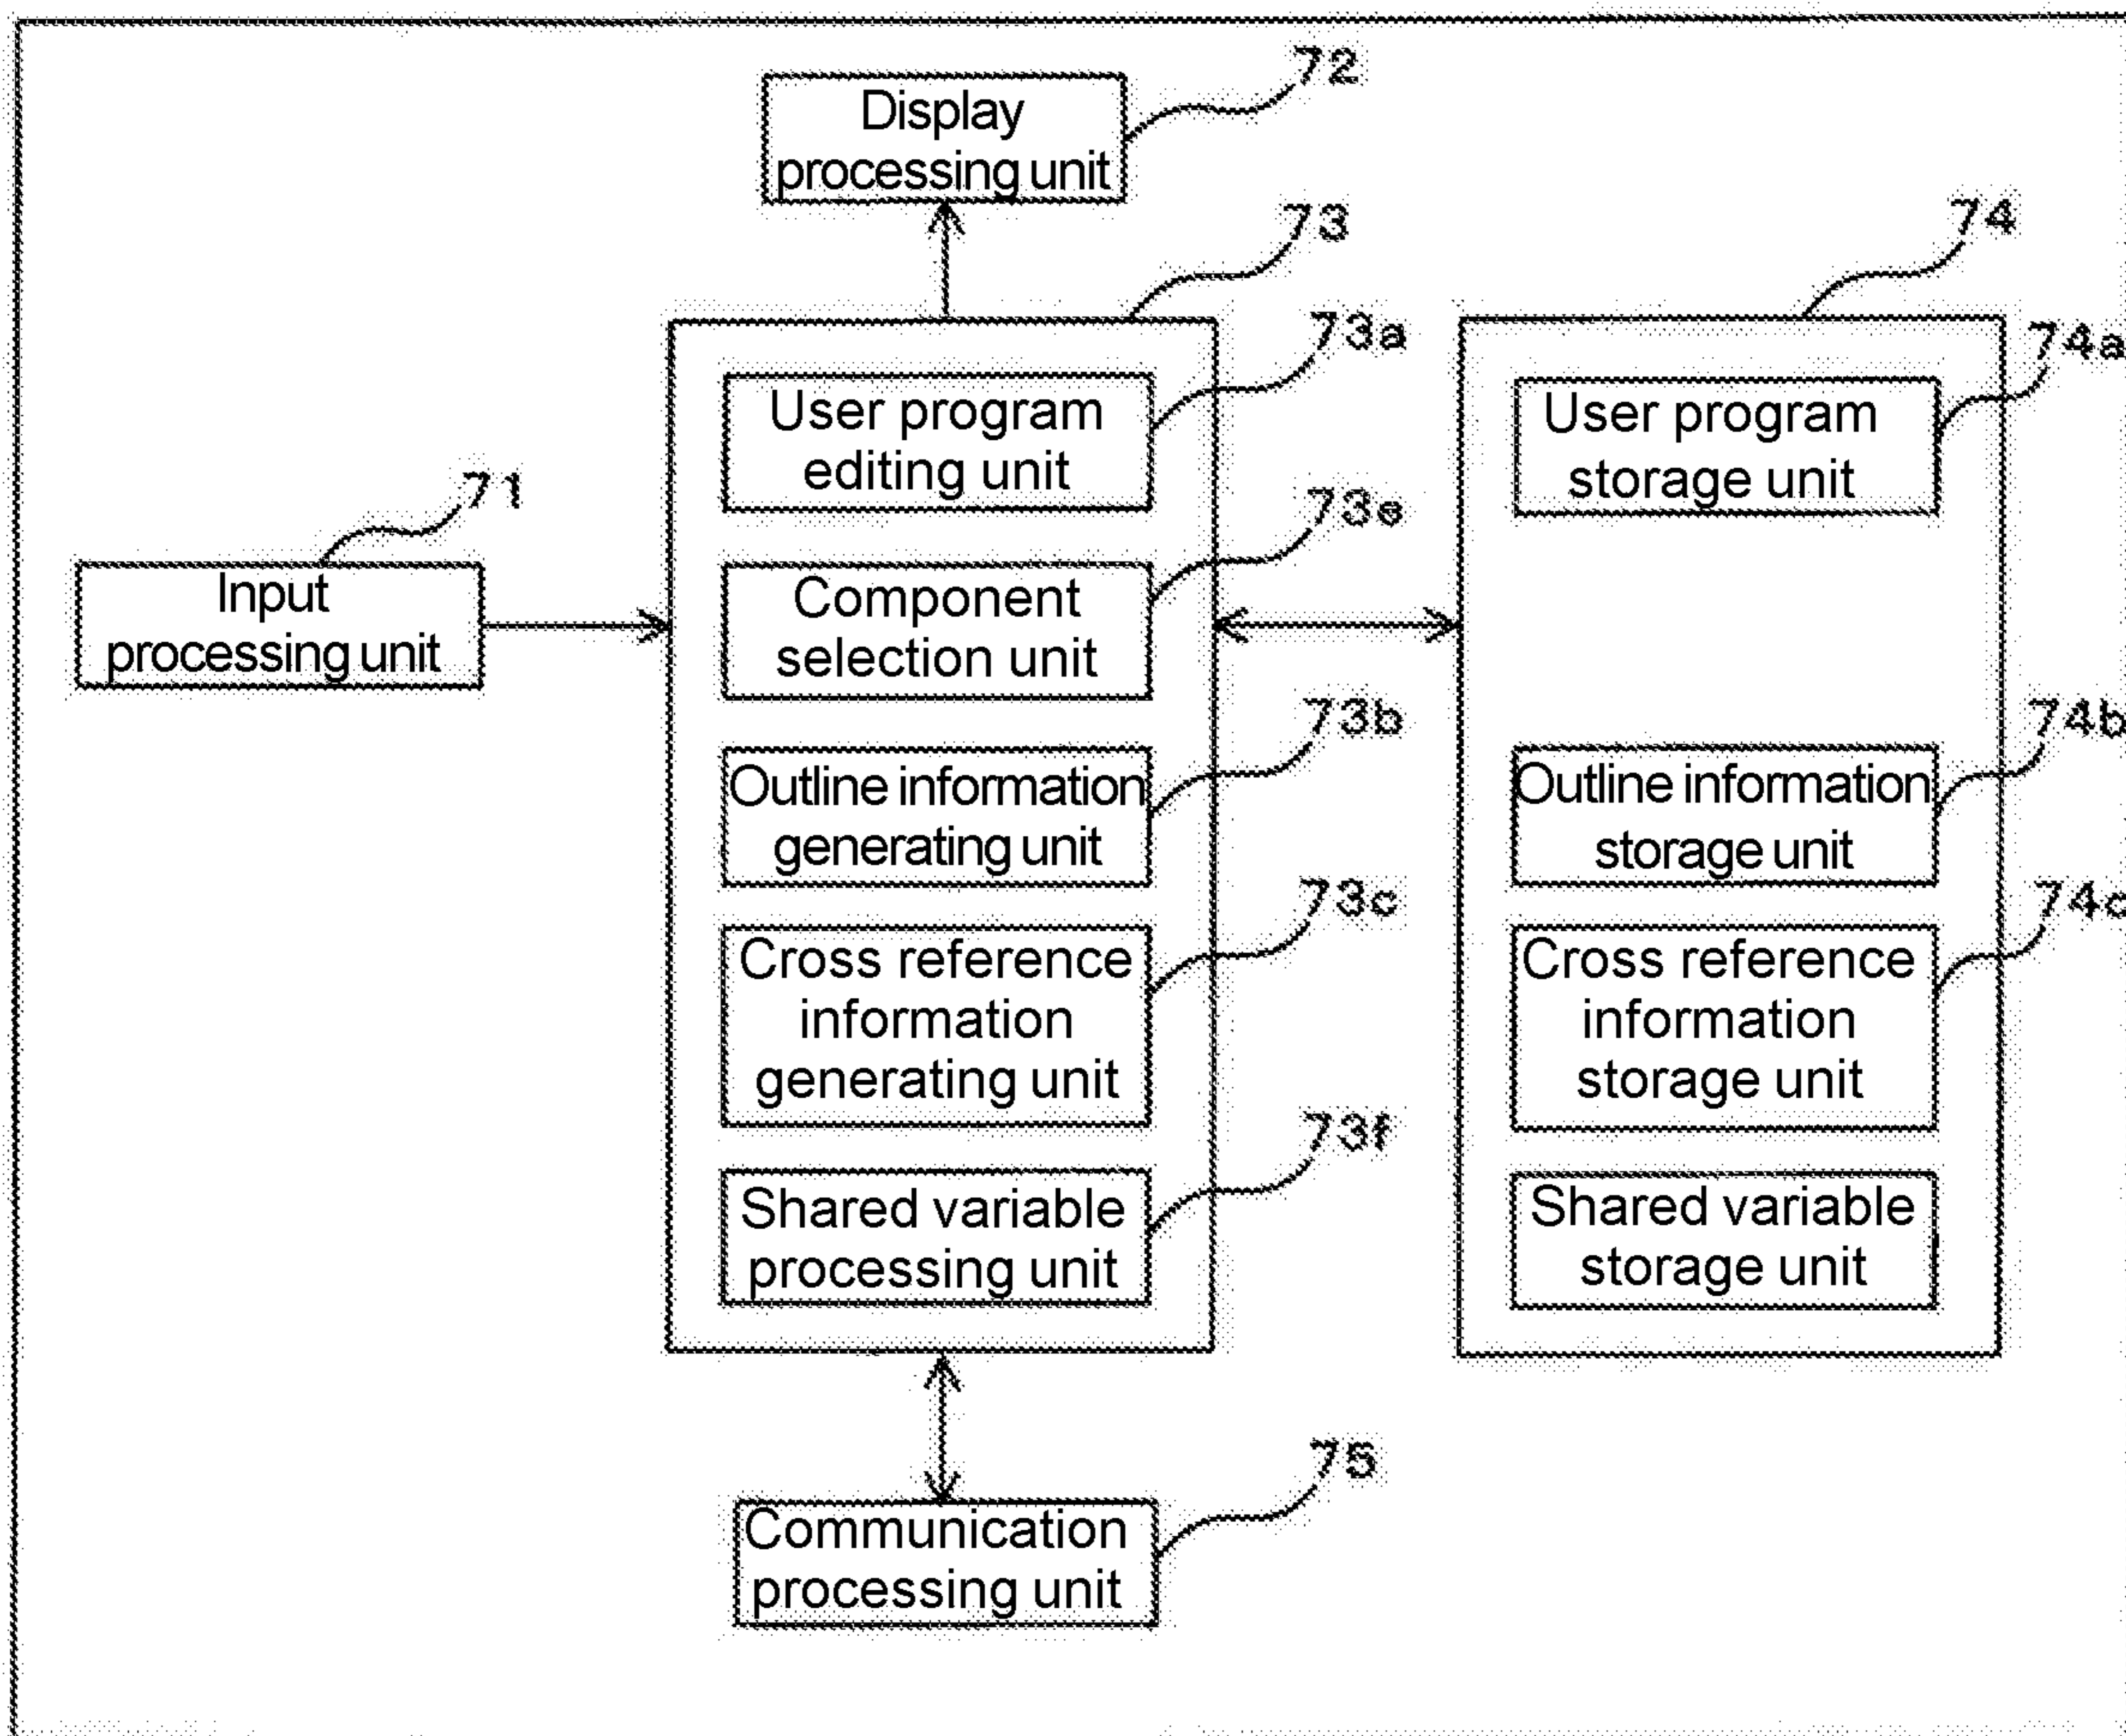 72
Display
processing unit
73
74
73a
User program
editing unit
74a
User program
storage unit
71
Input
processing unit
73e
Component
selection unit
73b
Outline information
generating unit
74b
Outline information
storage unit
73c
Cross reference
information
generating unit
74c
Cross reference
information
storage unit
73f
Shared variable
processing unit
Shared variable
storage unit
75
Communication
processing unit